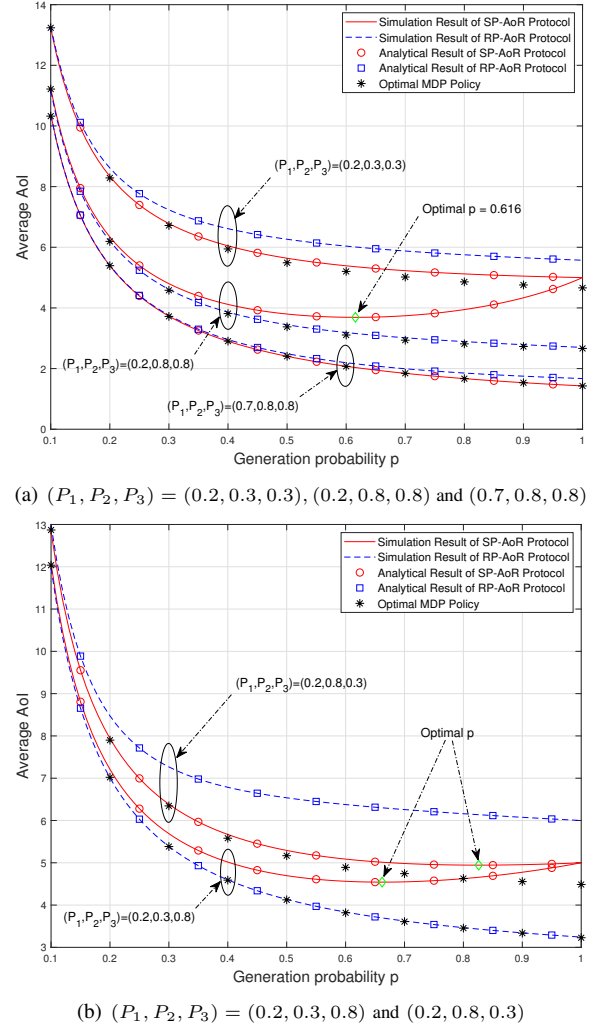 14
12
10
8
6
4
2
0
Average AoI
Simulation Result of SP-AoR Protocol
Simulation Result of RP-AoR Protocol
Analytical Result of SP-AoR Protocol
Analytical Result of RP-AoR Protocol
Optimal MDP Policy
(P₁,P₂,P₃)=(0.2,0.3,0.3)
Optimal p = 0.616
(P₁,P₂,P₃)=(0.2,0.8,0.8)
(P₁,P₂,P₃)=(0.7,0.8,0.8)
0.1 0.2 0.3 0.4 0.5 0.6 0.7 0.8 0.9 1
Generation probability p
(a) (P₁, P₂, P₃) = (0.2, 0.3, 0.3), (0.2, 0.8, 0.8) and (0.7, 0.8, 0.8)
13
12
11
10
9
8
7
6
5
4
3
Average AoI
Simulation Result of SP-AoR Protocol
Simulation Result of RP-AoR Protocol
Analytical Result of SP-AoR Protocol
Analytical Result of RP-AoR Protocol
Optimal MDP Policy
(P₁,P₂,P₃)=(0.2,0.8,0.3)
Optimal p
(P₁,P₂,P₃)=(0.2,0.3,0.8)
0.1 0.2 0.3 0.4 0.5 0.6 0.7 0.8 0.9 1
Generation probability p
(b) (P₁, P₂, P₃) = (0.2, 0.3, 0.8) and (0.2, 0.8, 0.3)